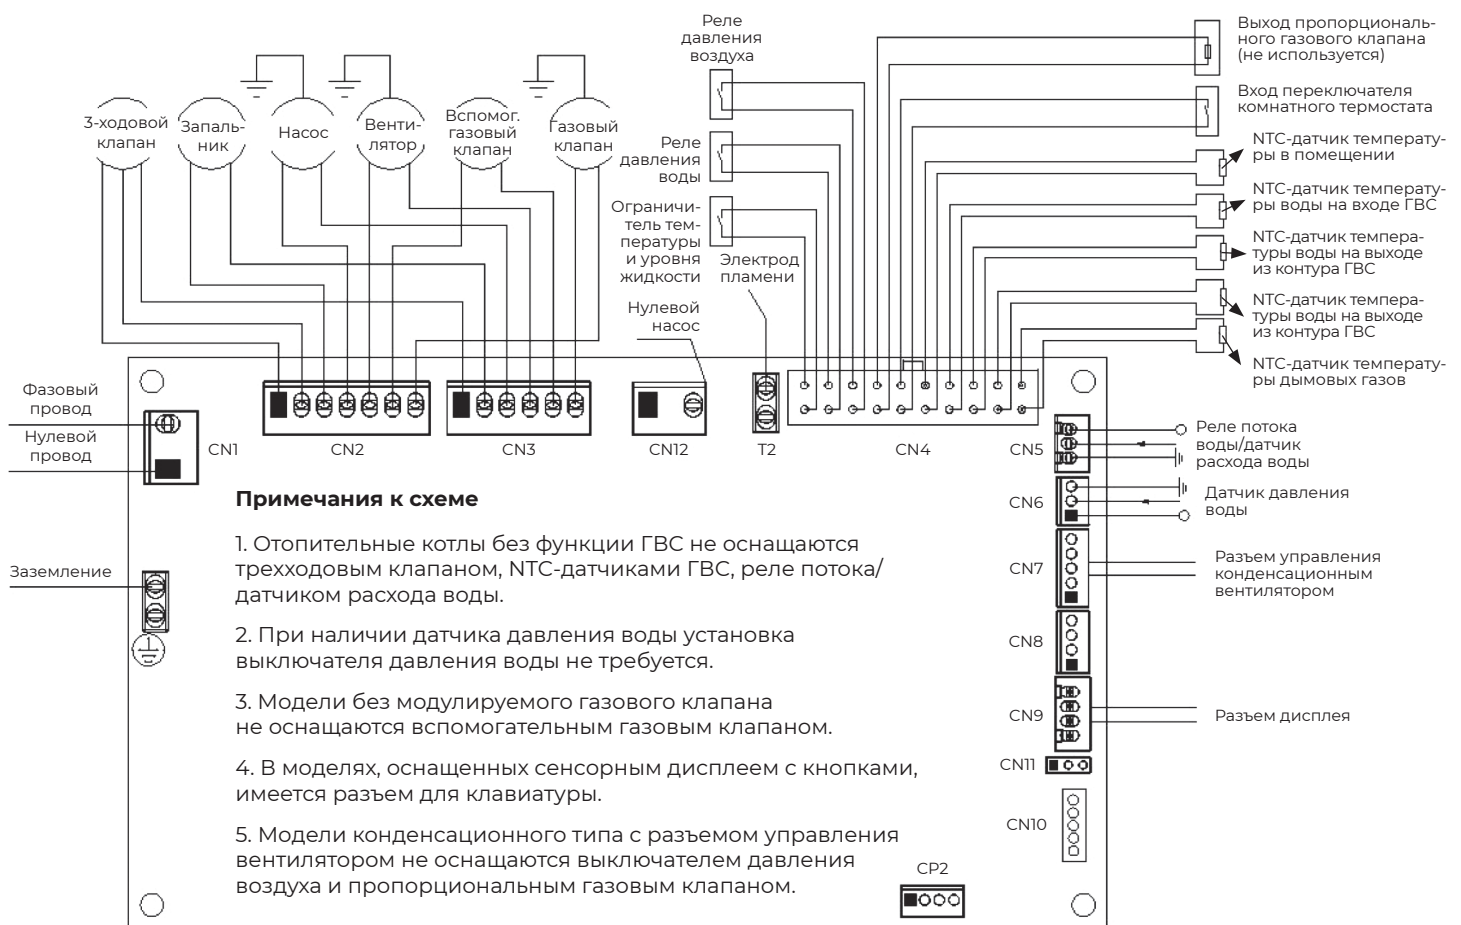 Реле
давления
воздуха
Выход пропорциональ-
ного газового клапана
(не используется)
3-ходовой
клапан
Запаль-
ник
Насос
Венти-
лятор
Вспомог.
газовый
клапан
Газовый
клапан
Реле
давления
воды
Вход переключателя
комнатного термостата
NTC-датчик температу-
ры в помещении
NTC-датчик температу-
ры воды на входе ГВС
Ограничи-
тель тем-
пературы
и уровня
жидкости
Электрод
пламени
NTC-датчик темпера-
туры воды на выходе
из контура ГВС
Нулевой
насос
NTC-датчик темпера-
туры воды на выходе
из контура ГВС
NTC-датчик температу-
ры дымовых газов
Фазовый
провод
Нулевой
провод
CN1
CN2
CN3
CN12
T2
CN4
CN5
Реле потока
воды/датчик
расхода воды
CN6
Датчик давления
воды
Примечания к схеме
1. Отопительные котлы без функции ГВС не оснащаются
трехходовым клапаном, NTC-датчиками ГВС, реле потока/
датчиком расхода воды.
Заземление
CN7
Разъем управления
конденсационным
вентилятором
2. При наличии датчика давления воды установка
выключателя давления воды не требуется.
CN8
3. Модели без модулируемого газового клапана
не оснащаются вспомогательным газовым клапаном.
CN9
Разъем дисплея
4. В моделях, оснащенных сенсорным дисплеем с кнопками,
имеется разъем для клавиатуры.
CN11
CN10
5. Модели конденсационного типа с разъемом управления
вентилятором не оснащаются выключателем давления
воздуха и пропорциональным газовым клапаном.
CP2